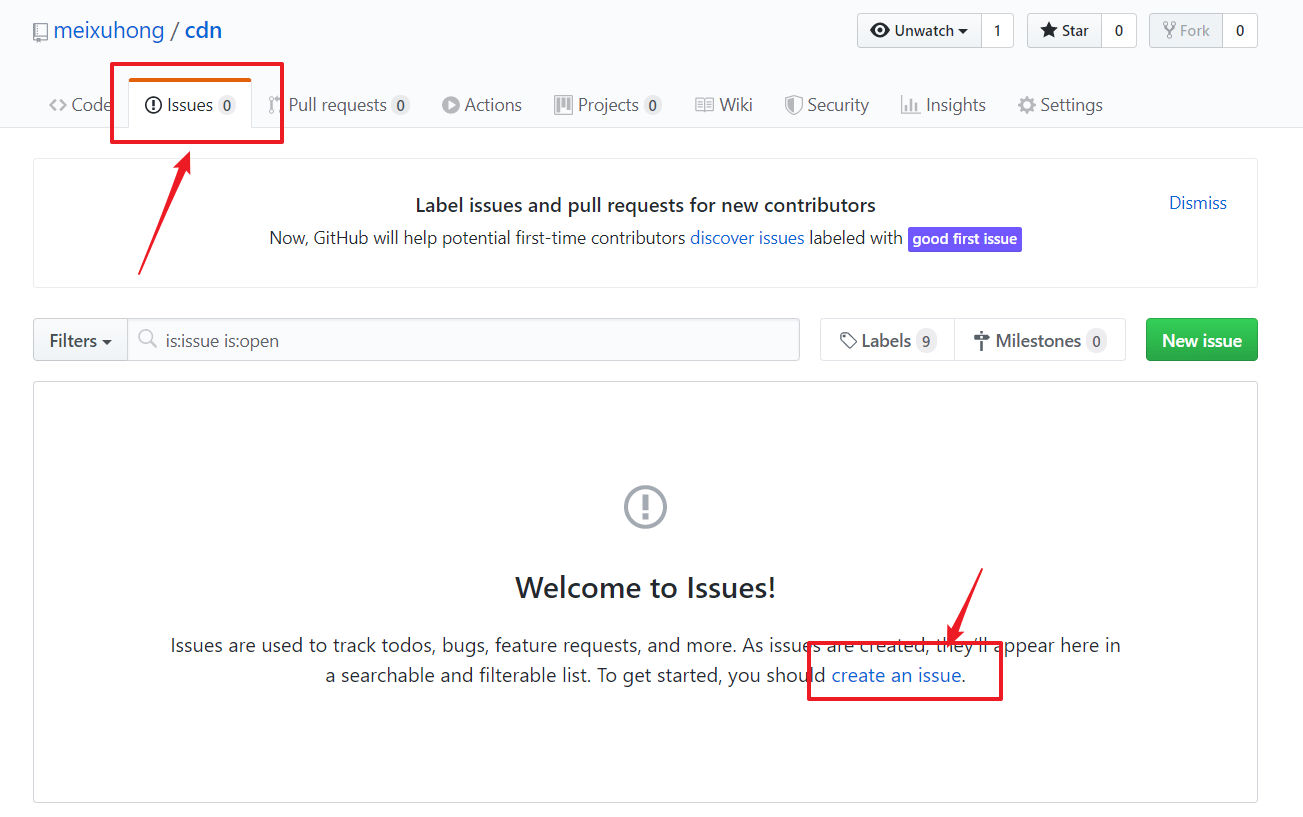 meixuhong / cdn Unwatch 1 Star 0 Fork 0
Code Issues 0 Pull requests 0 Actions Projects 0 Wiki Security Insights Settings
Label issues and pull requests for new contributors Dismiss
Now, GitHub will help potential first-time contributors discover issues labeled with good first issue
Filters is:issue is:open Labels 9 Milestones 0 New issue
Welcome to Issues!
Issues are used to track todos, bugs, feature requests, and more. As issues are created, they'll appear here in
a searchable and filterable list. To get started, you should create an issue.